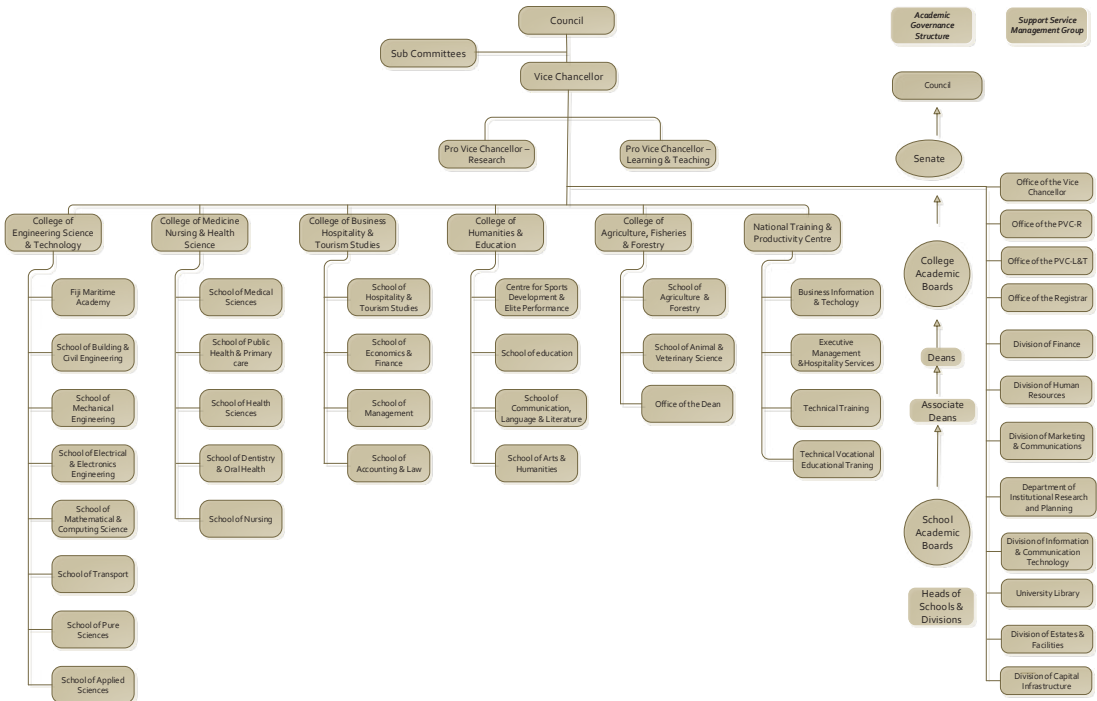 Council
Sub Committees
Vice Chancellor
Pro Vice Chancellor –
Research
Pro Vice Chancellor –
Learning & Teaching
College of
Engineering Science
& Technology
Fiji Maritime
Academy
School of Building &
Civil Engineering
School of
Mechanical
Engineering
School of Electrical
& Electronics
Engineering
School of
Mathematical &
Computing Science
School of Transport
School of Pure
Sciences
School of Applied
Sciences
College of Medicine
Nursing & Health
Science
School of Medical
Sciences
School of Public
Health & Primary
care
School of Health
Sciences
School of Dentistry
& Oral Health
School of Nursing
College of Business
Hospitality &
Tourism Studies
School of
Hospitality &
Tourism Studies
School of
Economics &
Finance
School of
Management
School of
Accounting & Law
College of
Humanities &
Education
Centre for Sports
Development &
Elite Performance
School of education
School of
Communication,
Language & Literature
School of Arts &
Humanities
College of
Agriculture, Fisheries
& Forestry
School of
Agriculture &
Forestry
School of Animal &
Veterinary Science
Office of the Dean
National Training &
Productivity Centre
Business Information
& Techology
Executive
Management
&Hospitality Services
Technical Training
Technical Vocational
Educational Traning
Academic
Governance
Structure
Council
Senate
College
Academic
Boards
Deans
Associate
Deans
School
Academic
Boards
Heads of
Schools &
Divisions
Support Service
Management Group
Office of the Vice
Chancellor
Office of the PVC-R
Office of the PVC-L&T
Office of the Registrar
Division of Finance
Division of Human
Resources
Division of Marketing
& Communications
Department of
Institutional Research
and Planning
Division of Information
& Communication
Technology
University Library
Division of Estates &
Facilities
Division of Capital
Infrastructure